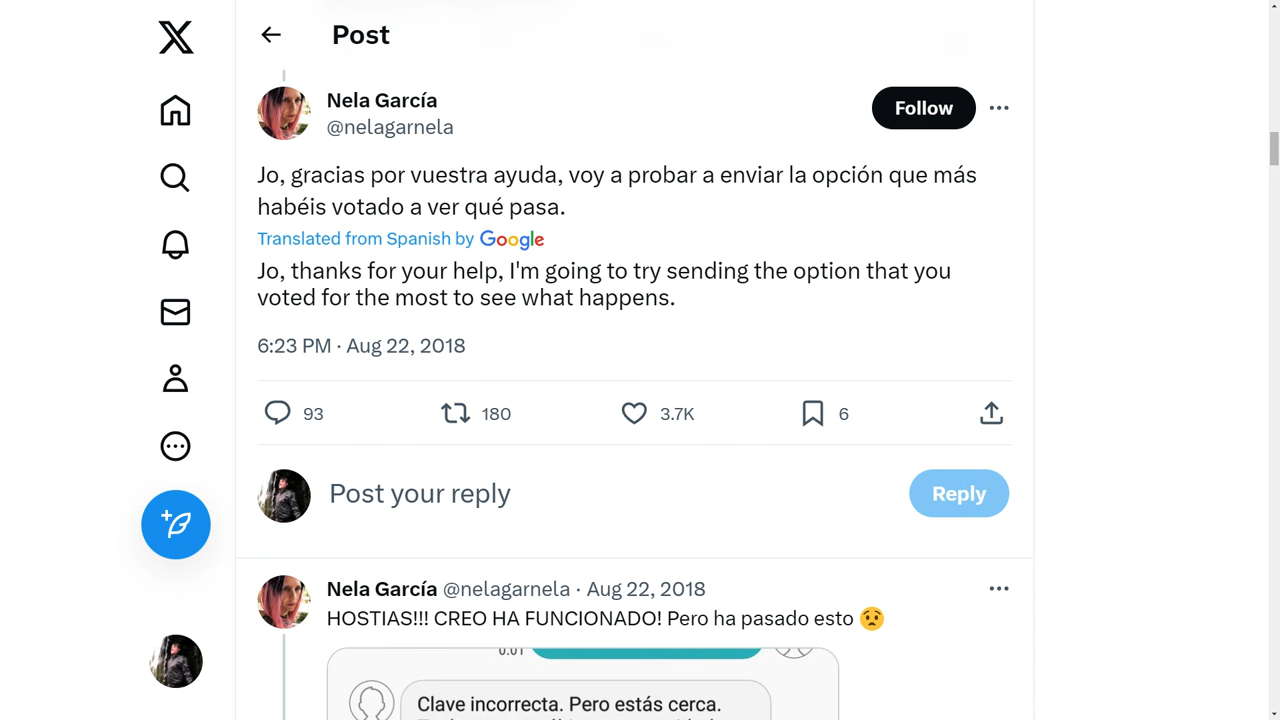 Post
Nela García
@nelagarnela
Follow
Jo, gracias por vuestra ayuda, voy a probar a enviar la opción que más
habéis votado a ver qué pasa.
Translated from Spanish by Google
Jo, thanks for your help, I'm going to try sending the option that you
voted for the most to see what happens.
6:23 PM · Aug 22, 2018
93 180 3.7K 6
Post your reply
Reply
Nela García @nelagarnela · Aug 22, 2018
HOSTIAS!!! CREO HA FUNCIONADO! Pero ha pasado esto 😟
0:01
Clave incorrecta. Pero estás cerca.